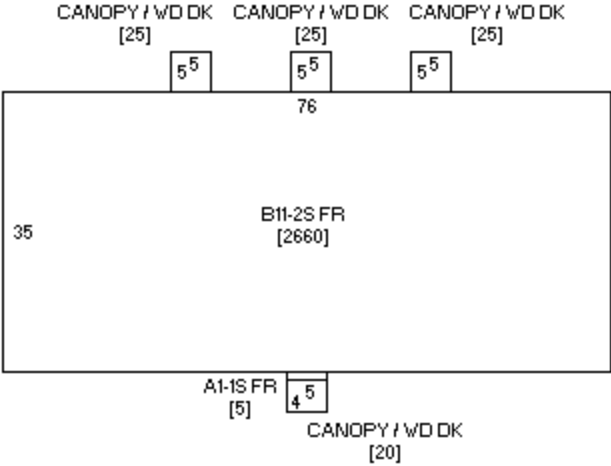 CANOPY / WD DK CANOPY / WD DK CANOPY / WD DK
[25] [25] [25]
5 5 5 5 5 5
76
B11-2S FR
35 [2660]
A1-1S FR
4 5
[5]
CANOPY / WD DK
[20]